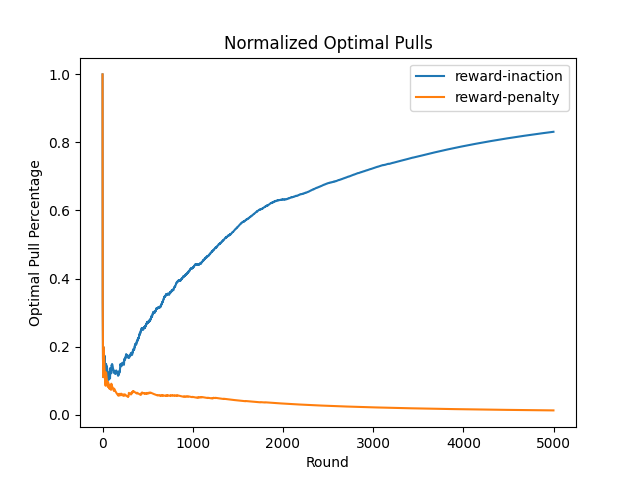 Normalized Optimal Pulls
reward-inaction
reward-penalty
Optimal Pull Percentage
1.0
0.8
0.6
0.4
0.2
0.0
0 1000 2000 3000 4000 5000
Round